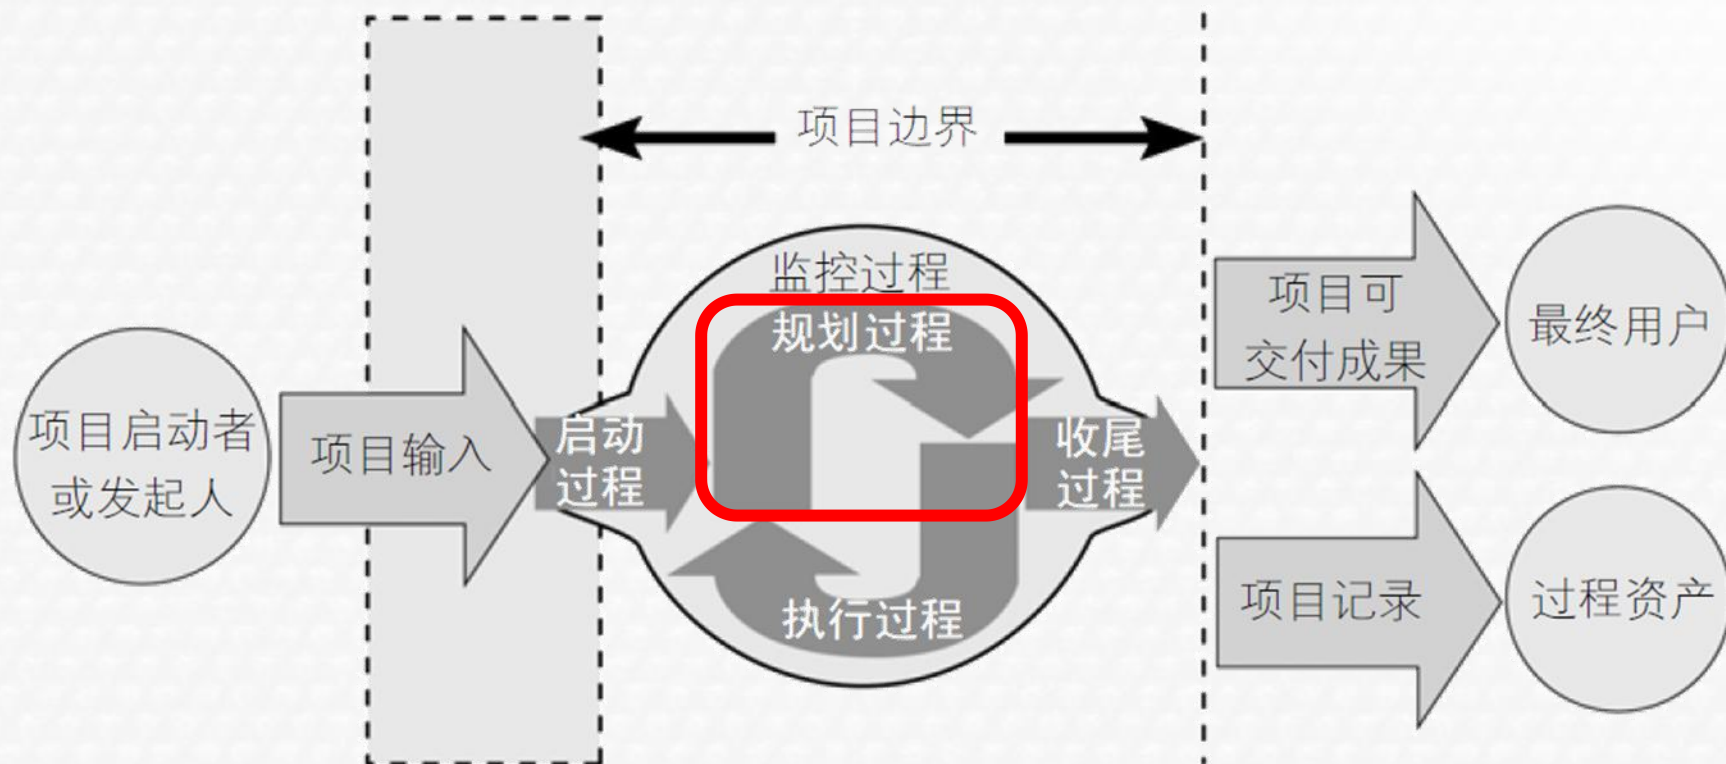 项目边界
监控过程
规划过程
项目启动者
或发起人
项目输入
启动
过程
收尾
过程
执行过程
项目可
交付成果
最终用户
项目记录
过程资产